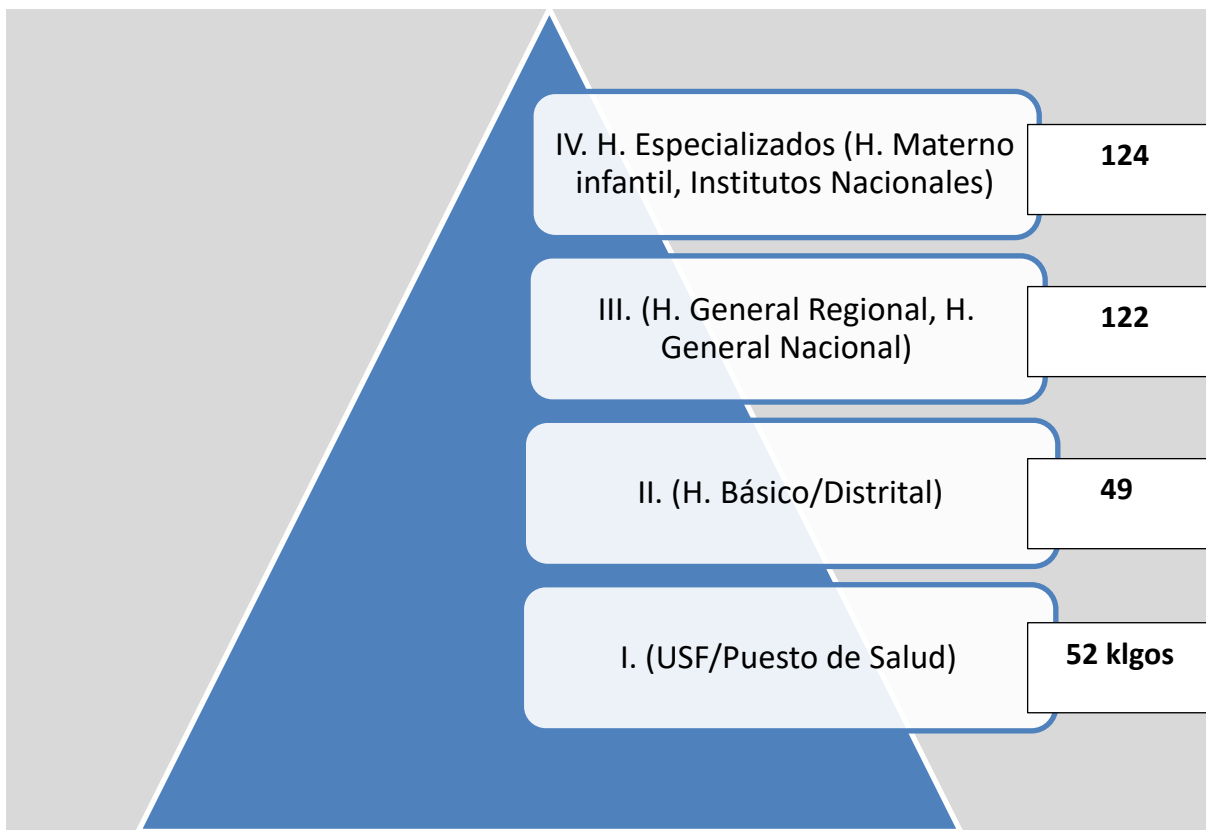 IV. H. Especializados (H. Materno
infantil, Institutos Nacionales)
124
III. (H. General Regional, H.
General Nacional)
122
II. (H. Básico/Distrital)
49
I. (USF/Puesto de Salud)
52 klgos